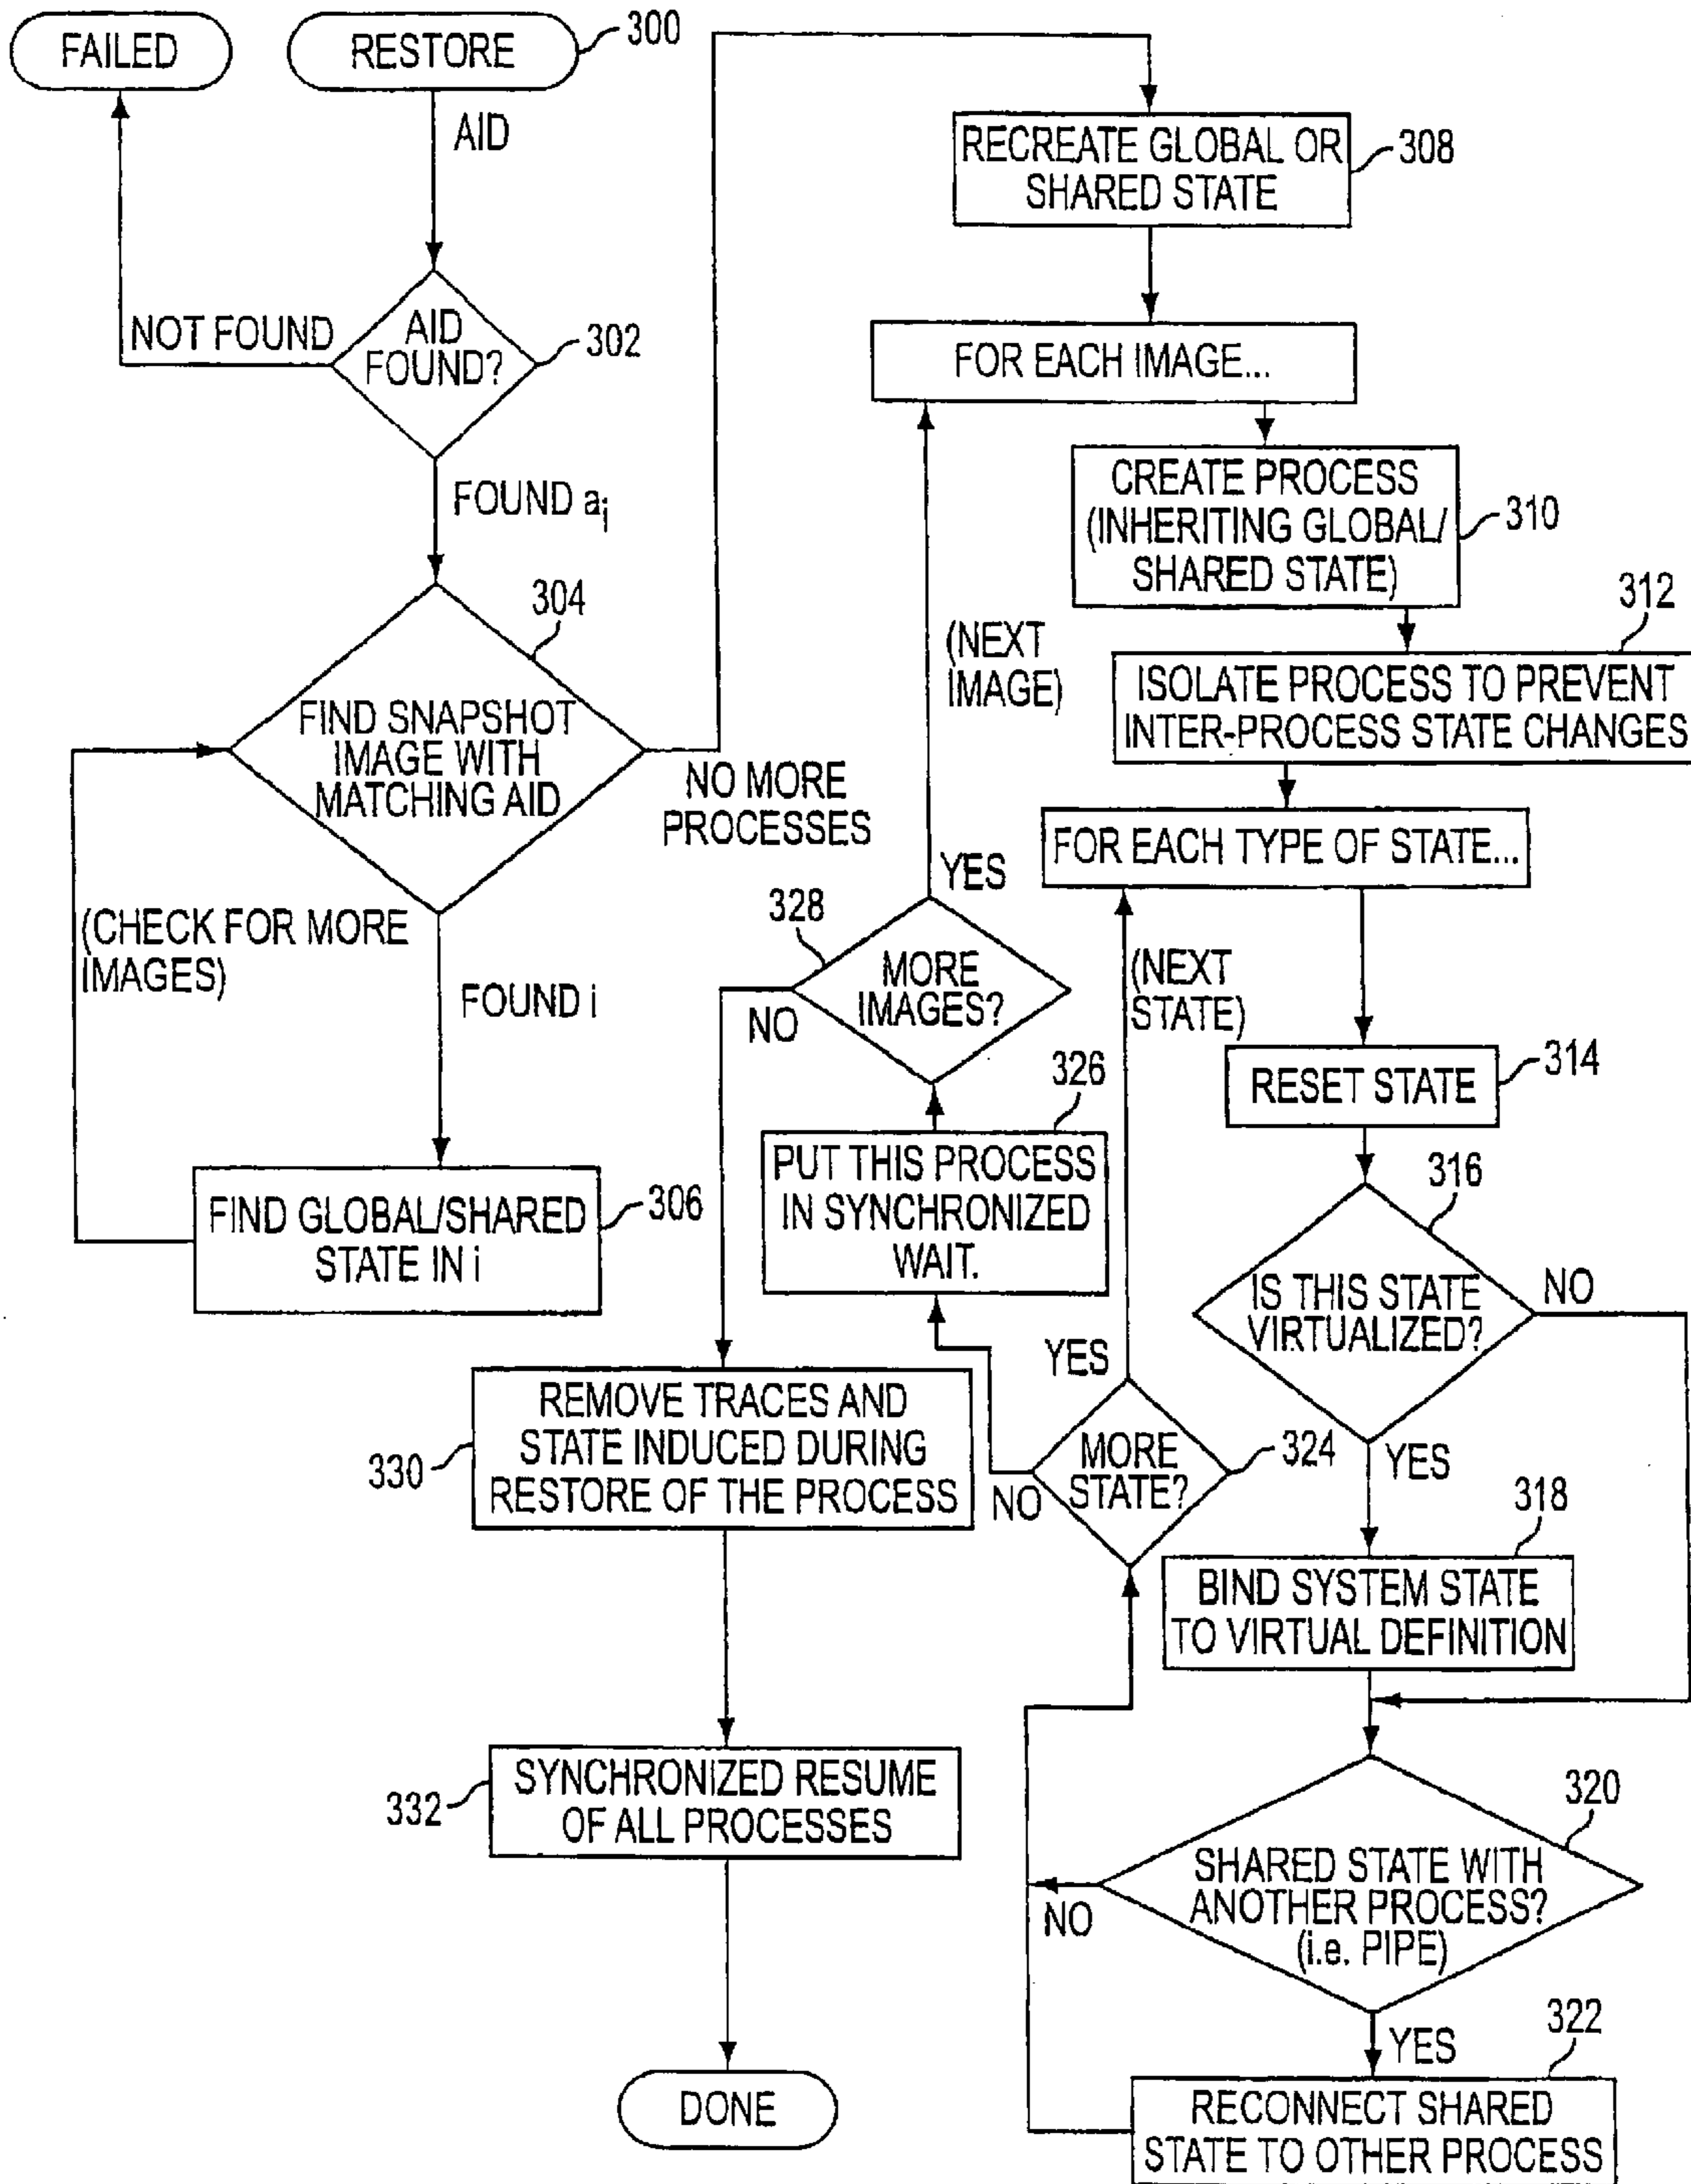 FAILED
RESTORE
300
AID
NOT FOUND
AID
FOUND?
302
FOUND ai
304
FIND SNAPSHOT
IMAGE WITH
MATCHING AID
NO MORE
PROCESSES
(CHECK FOR MORE
IMAGES)
FOUND i
FIND GLOBAL/SHARED
STATE IN i
306
RECREATE GLOBAL OR
SHARED STATE
308
FOR EACH IMAGE...
CREATE PROCESS
(INHERITING GLOBAL/
SHARED STATE)
310
312
ISOLATE PROCESS TO PREVENT
INTER-PROCESS STATE CHANGES
(NEXT
IMAGE)
FOR EACH TYPE OF STATE...
YES
328
MORE
IMAGES?
NO
(NEXT
STATE)
RESET STATE
314
326
PUT THIS PROCESS
IN SYNCHRONIZED
WAIT.
316
IS THIS STATE
VIRTUALIZED?
NO
YES
YES
MORE
STATE?
324
NO
318
BIND SYSTEM STATE
TO VIRTUAL DEFINITION
REMOVE TRACES AND
STATE INDUCED DURING
RESTORE OF THE PROCESS
330
SYNCHRONIZED RESUME
OF ALL PROCESSES
332
320
SHARED STATE WITH
ANOTHER PROCESS?
(i.e. PIPE)
NO
YES
322
RECONNECT SHARED
STATE TO OTHER PROCESS
DONE